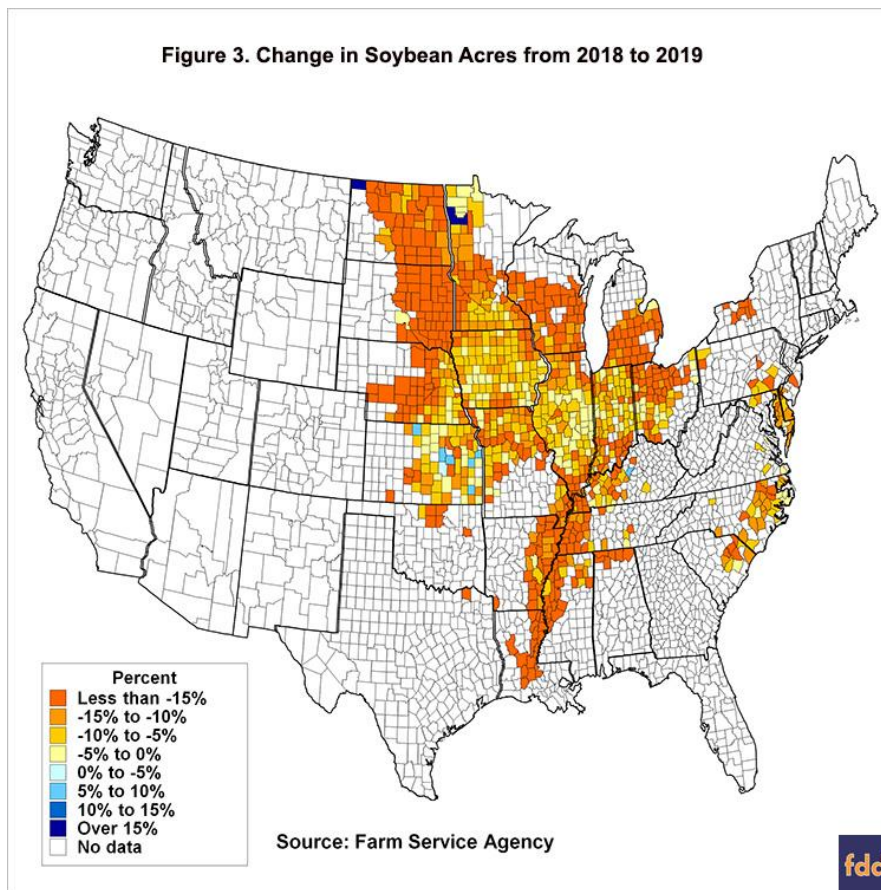 Figure 3. Change in Soybean Acres from 2018 to 2019
Percent
Less than -15%
-15% to -10%
-10% to -5%
-5% to 0%
0% to -5%
5% to 10%
10% to 15%
Over 15%
No data
Source: Farm Service Agency